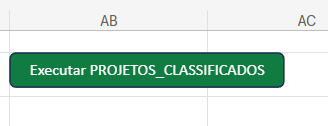 AB AC
Executar PROJETOS_CLASSIFICADOS